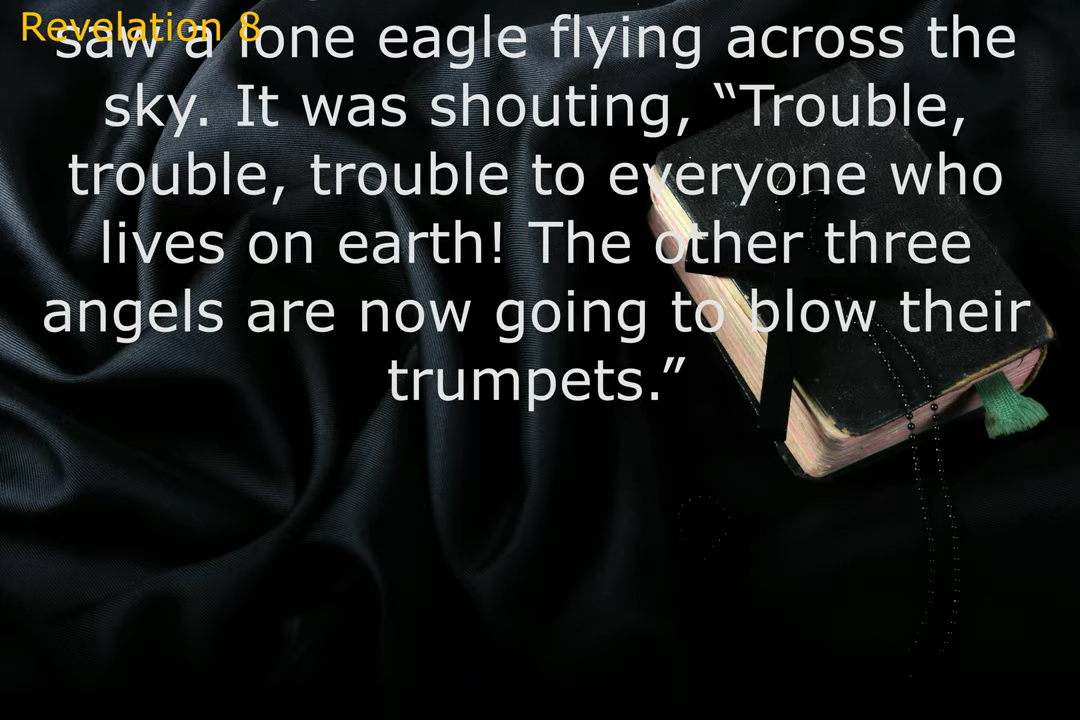 Revelation 8
saw a lone eagle flying across the
sky. It was shouting, “Trouble,
trouble, trouble to everyone who
lives on earth! The other three
angels are now going to blow their
trumpets.”